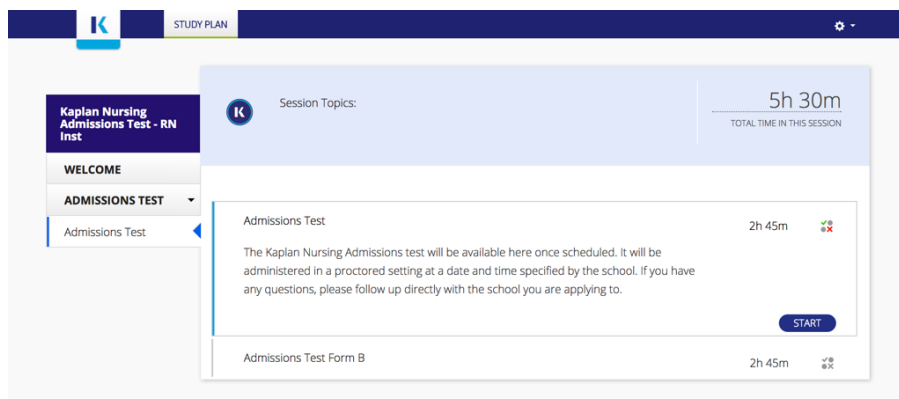 K
STUDY PLAN
Kaplan Nursing
Admissions Test - RN
Inst
WELCOME
ADMISSIONS TEST
Admissions Test
K
Session Topics:
5h 30m
TOTAL TIME IN THIS SESSION
Admissions Test
2h 45m
The Kaplan Nursing Admissions test will be available here once scheduled. It will be
administered in a proctored setting at a date and time specified by the school. If you have
any questions, please follow up directly with the school you are applying to.
START
Admissions Test Form B
2h 45m